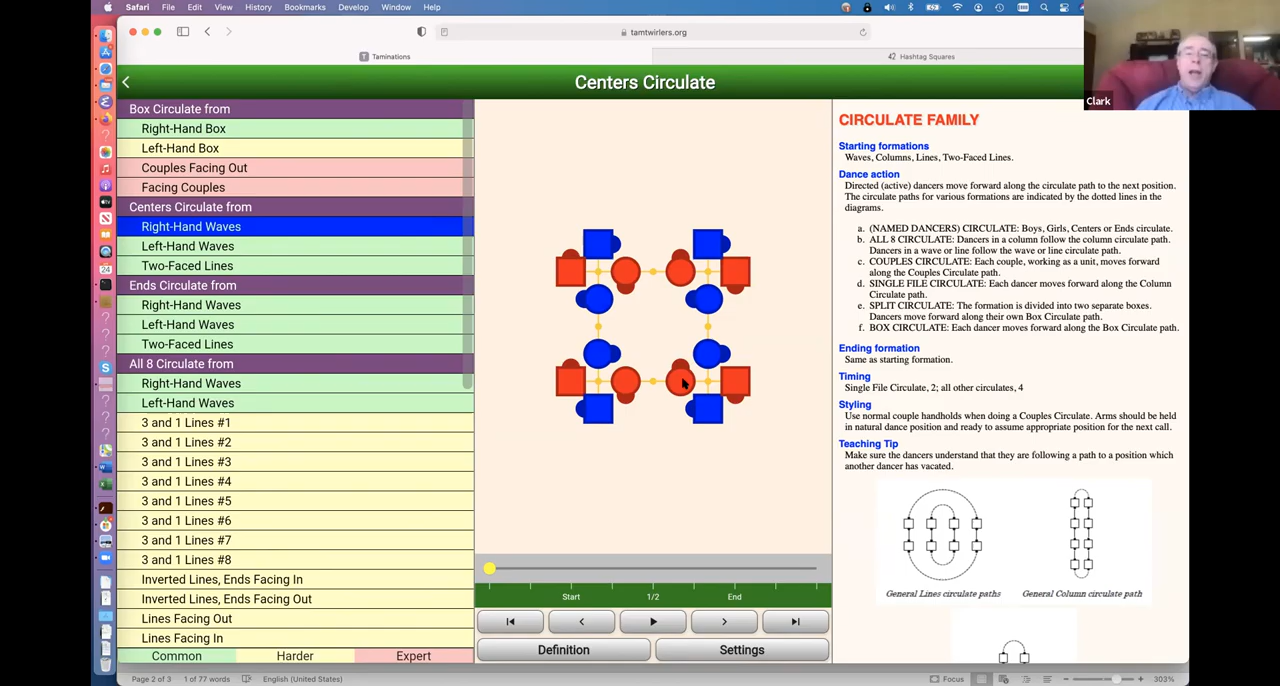 Safari File Edit View History Bookmarks Develop Window Help
tamtwirlers.org
T Taminations
42 Hashtag Squares
Clark
Centers Circulate
Box Circulate from
Right-Hand Box
Left-Hand Box
Couples Facing Out
Facing Couples
Centers Circulate from
Right-Hand Waves
Left-Hand Waves
Two-Faced Lines
Ends Circulate from
Right-Hand Waves
Left-Hand Waves
Two-Faced Lines
All 8 Circulate from
Right-Hand Waves
Left-Hand Waves
3 and 1 Lines #1
3 and 1 Lines #2
3 and 1 Lines #3
3 and 1 Lines #4
3 and 1 Lines #5
3 and 1 Lines #6
3 and 1 Lines #7
3 and 1 Lines #8
Inverted Lines, Ends Facing In
Inverted Lines, Ends Facing Out
Lines Facing Out
Lines Facing In
Common Harder Expert
Start 1/2 End
Definition Settings
CIRCULATE FAMILY
Starting formations
Waves, Columns, Lines, Two-Faced Lines.
Dance action
Directed (active) dancers move forward along the circulate path to the next position.
The circulate paths for various formations are indicated by the dotted lines in the
diagrams.
a. (NAMED DANCERS) CIRCULATE: Boys, Girls, Centers or Ends circulate.
b. ALL 8 CIRCULATE: Dancers in a column follow the column circulate path.
Dancers in a wave or line follow the wave or line circulate path.
c. COUPLES CIRCULATE: Each couple, working as a unit, moves forward
along the Couples Circulate path.
d. SINGLE FILE CIRCULATE: Each dancer moves forward along the Column
Circulate path.
e. SPLIT CIRCULATE: The formation is divided into two separate boxes.
Dancers move forward along their own Box Circulate path.
f. BOX CIRCULATE: Each dancer moves forward along the Box Circulate path.
Ending formation
Same as starting formation.
Timing
Single File Circulate, 2; all other circulates, 4
Styling
Use normal couple handholds when doing a Couples Circulate. Arms should be held
in natural dance position and ready to assume appropriate position for the next call.
Teaching Tip
Make sure the dancers understand that they are following a path to a position which
another dancer has vacated.
General Lines circulate paths General Column circulate path
Page 2 of 3 1 of 77 words English (United States) Focus 303%